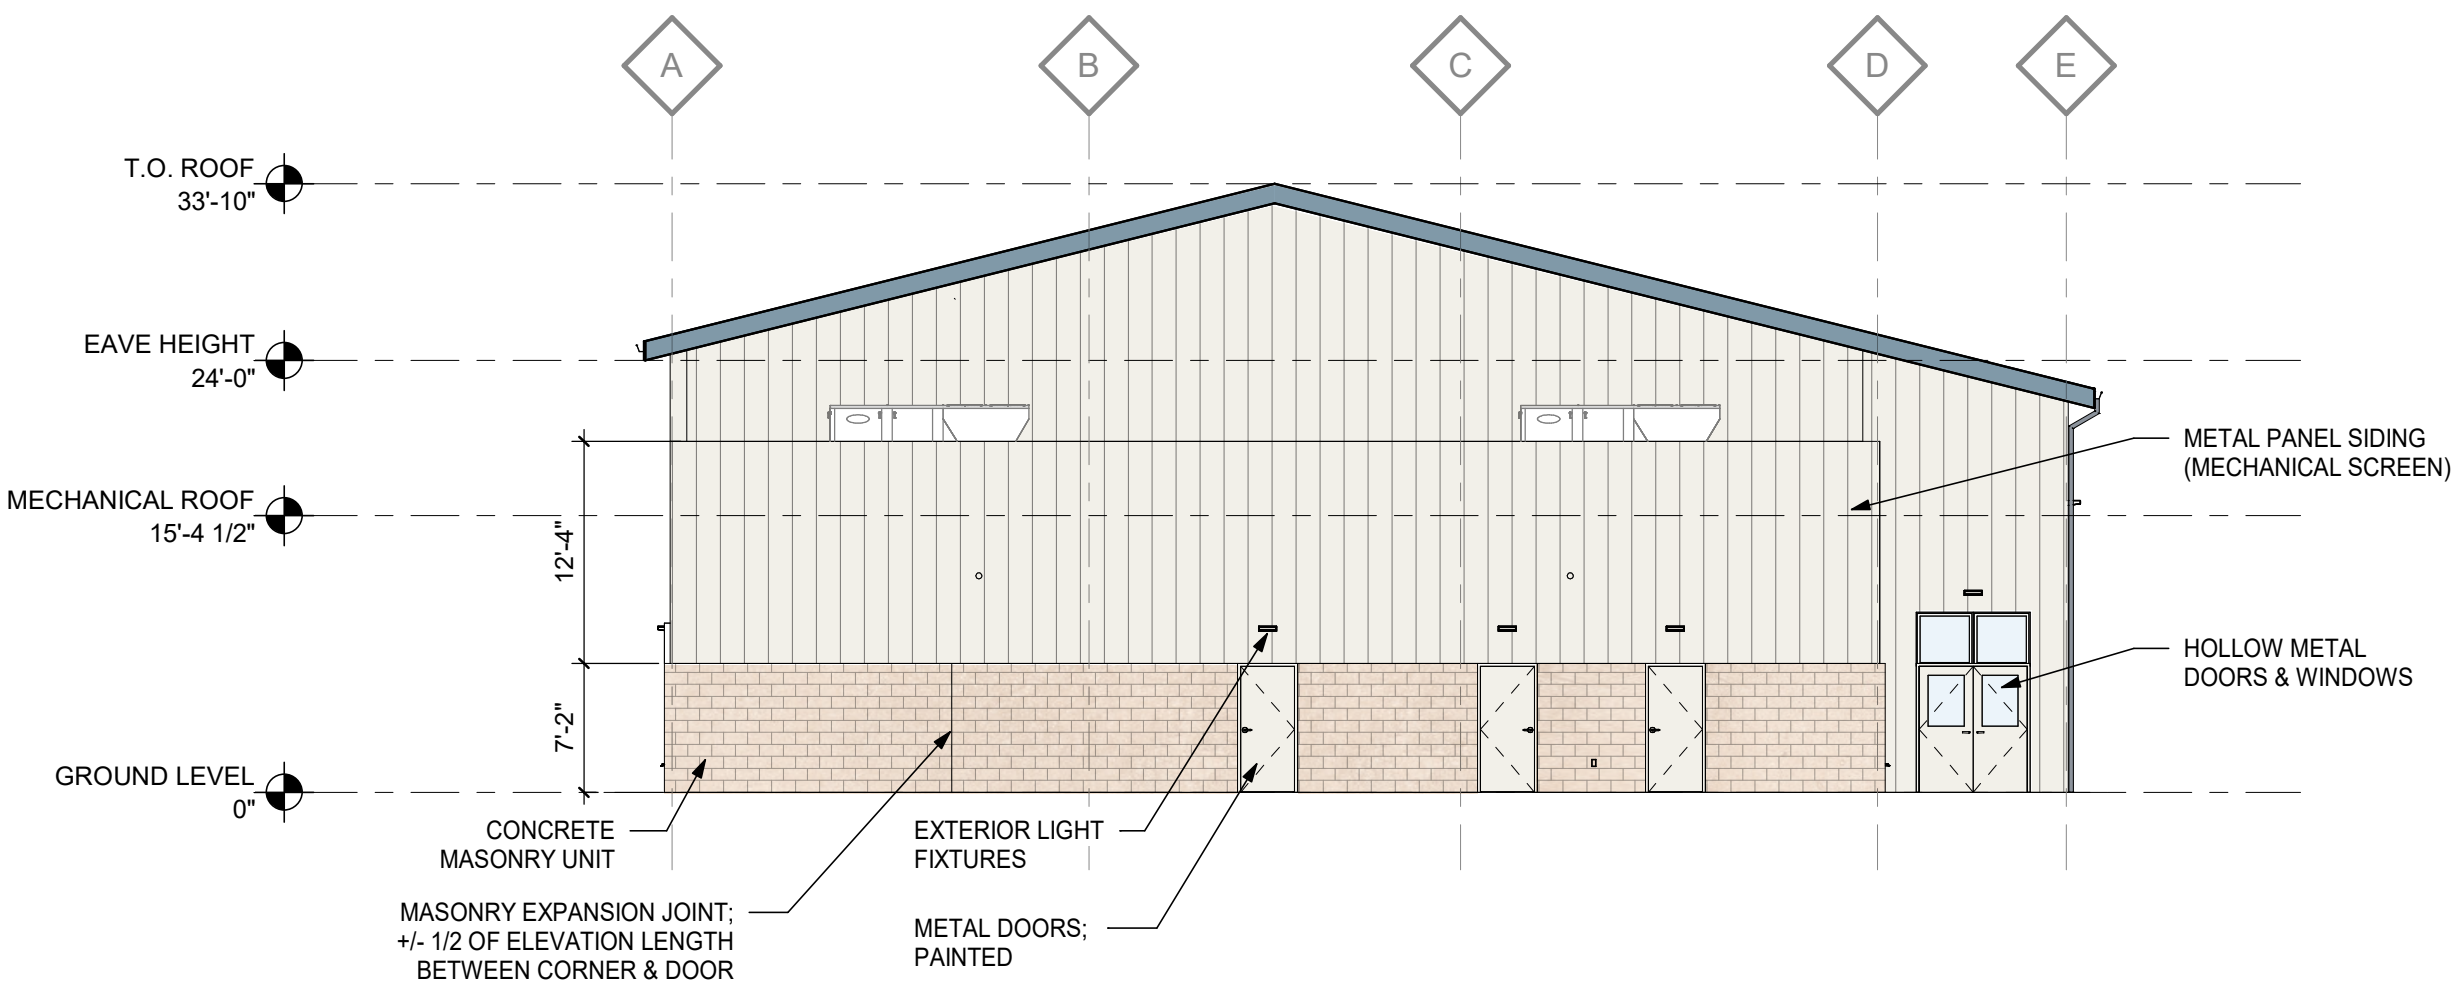 A
B
C
D
E
T.O. ROOF
33'-10"
EAVE HEIGHT
24'-0"
MECHANICAL ROOF
15'-4 1/2"
GROUND LEVEL
0"
12'-4"
7'-2"
METAL PANEL SIDING
(MECHANICAL SCREEN)
HOLLOW METAL
DOORS & WINDOWS
CONCRETE
MASONRY UNIT
MASONRY EXPANSION JOINT;
+/- 1/2 OF ELEVATION LENGTH
BETWEEN CORNER & DOOR
EXTERIOR LIGHT
FIXTURES
METAL DOORS;
PAINTED